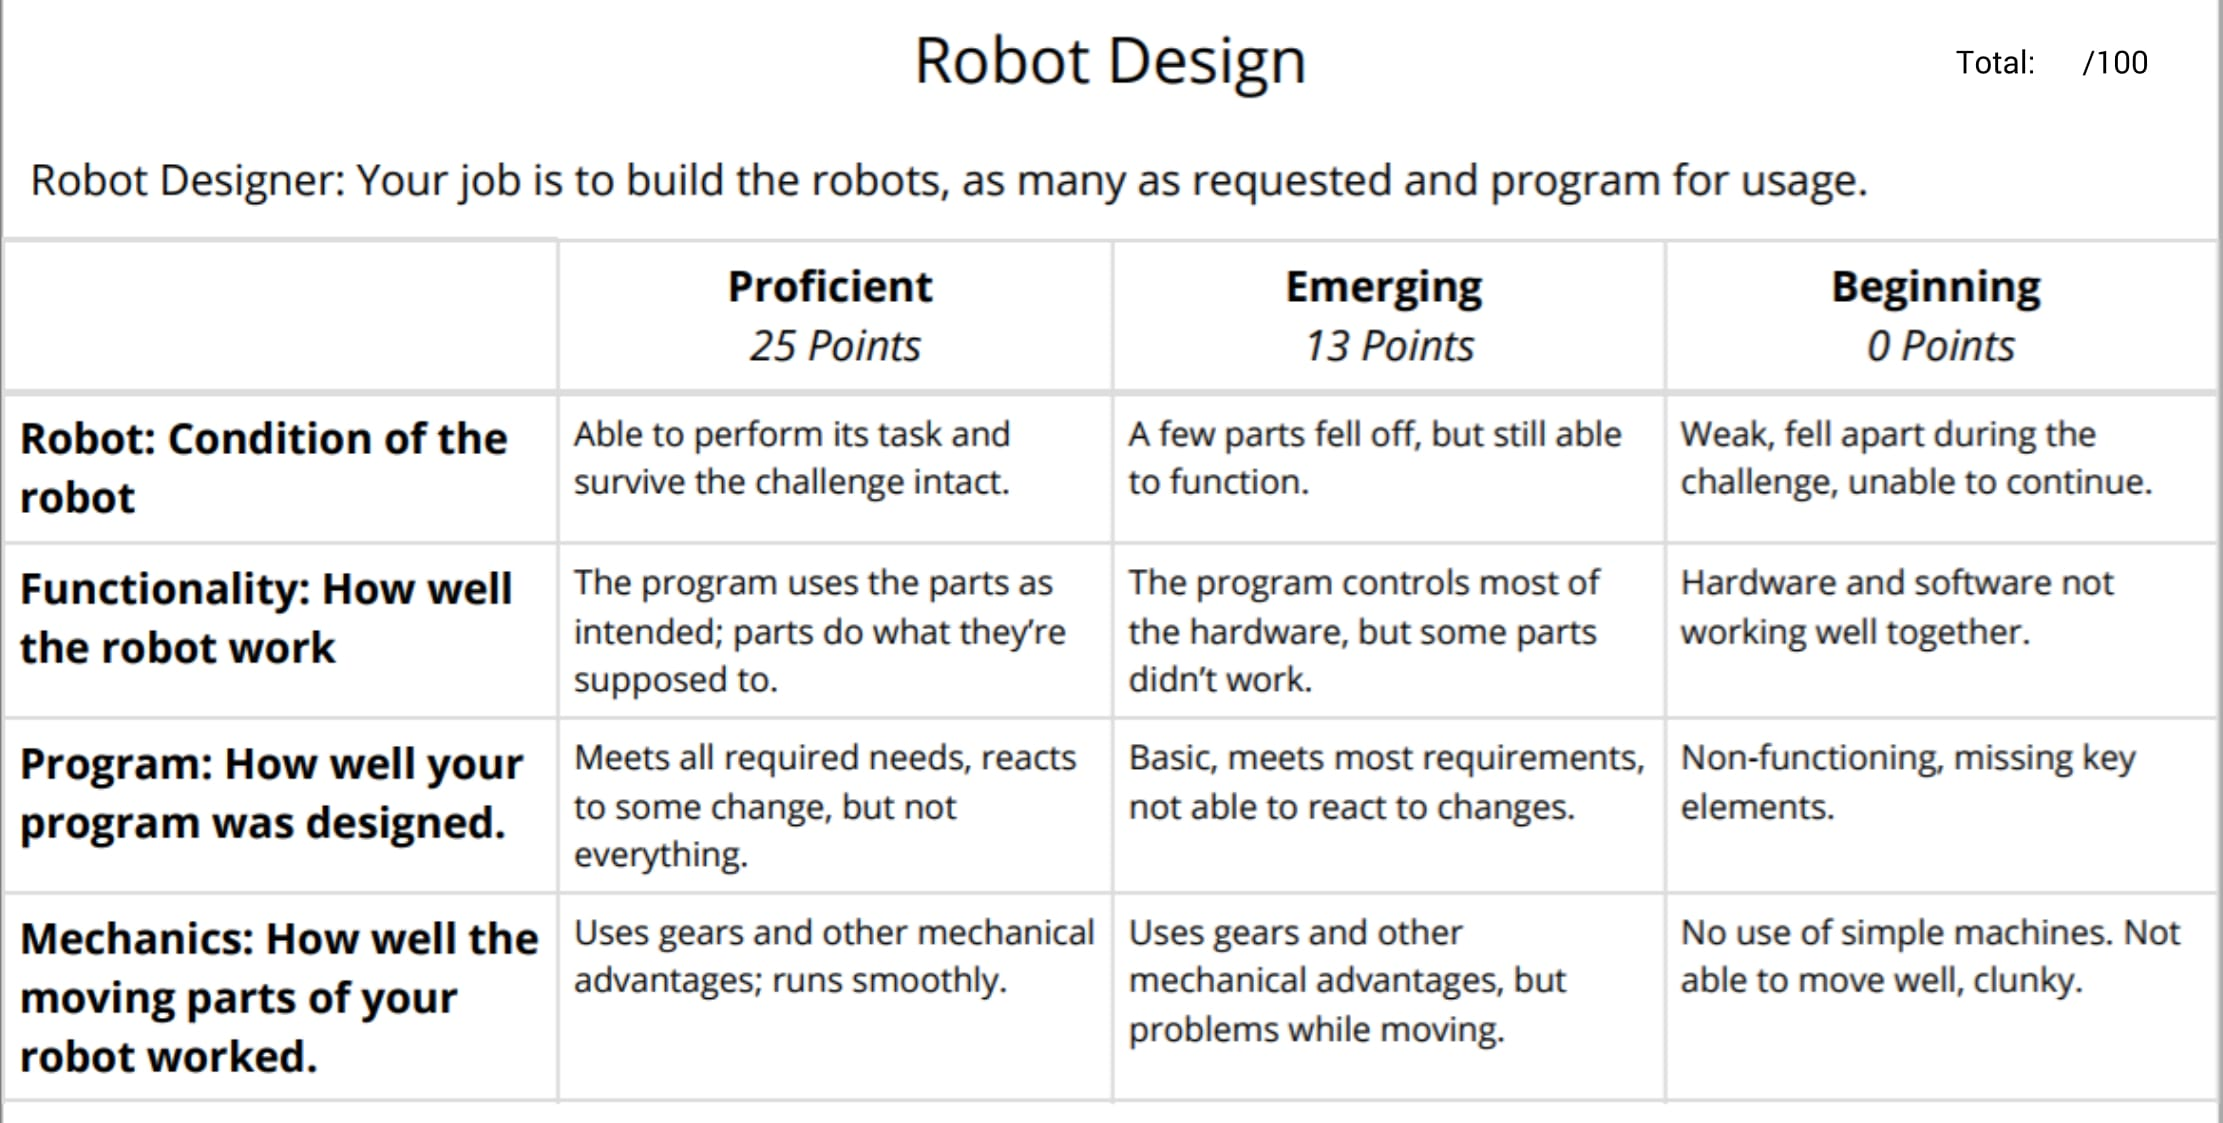 Robot Design
Total: /100
Robot Designer: Your job is to build the robots, as many as requested and program for usage.
Proficient
25 Points
Emerging
13 Points
Beginning
0 Points
Robot: Condition of the
robot
Able to perform its task and
survive the challenge intact.
A few parts fell off, but still able
to function.
Weak, fell apart during the
challenge, unable to continue.
Functionality: How well
the robot work
The program uses the parts as
intended; parts do what they’re
supposed to.
The program controls most of
the hardware, but some parts
didn’t work.
Hardware and software not
working well together.
Program: How well your
program was designed.
Meets all required needs, reacts
to some change, but not
everything.
Basic, meets most requirements,
not able to react to changes.
Non-functioning, missing key
elements.
Mechanics: How well the
moving parts of your
robot worked.
Uses gears and other mechanical
advantages; runs smoothly.
Uses gears and other
mechanical advantages, but
problems while moving.
No use of simple machines. Not
able to move well, clunky.